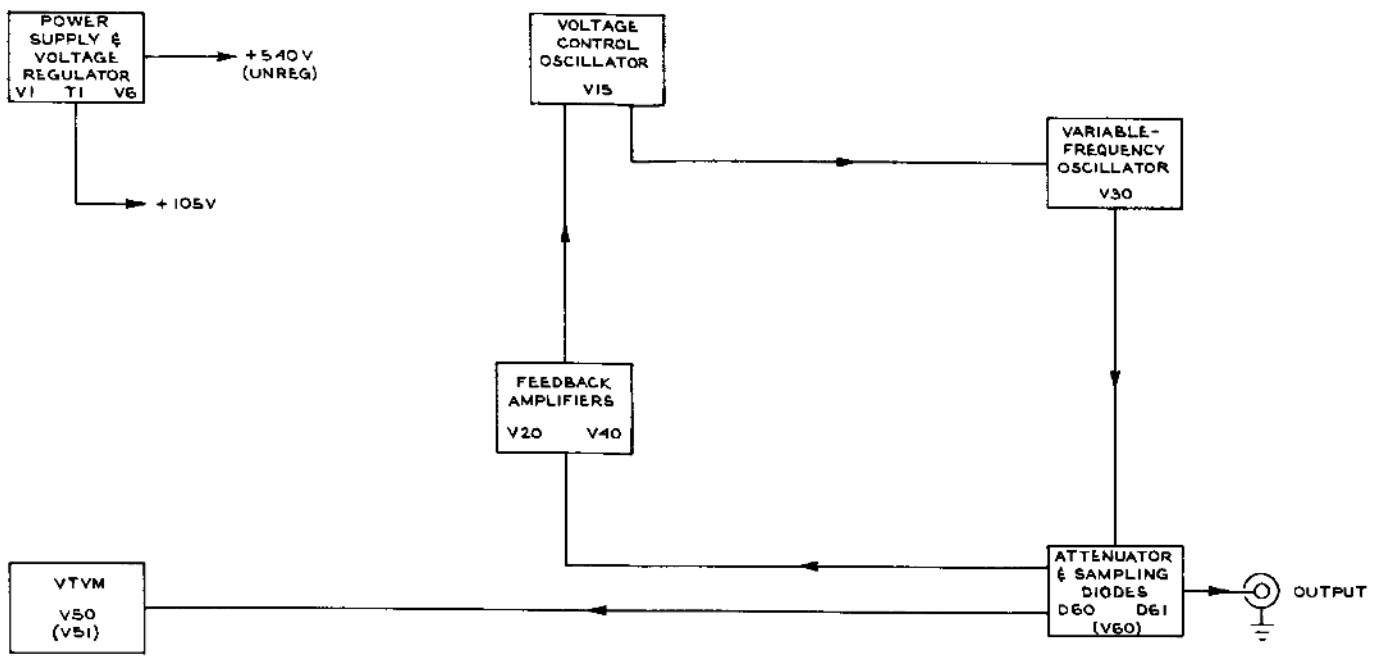 POWER
SUPPLY &
VOLTAGE
REGULATOR
V1 T1 V6
+540V
(UNREG)
+105V
VOLTAGE
CONTROL
OSCILLATOR
V15
VARIABLE-
FREQUENCY
OSCILLATOR
V30
FEEDBACK
AMPLIFIERS
V20 V40
VTVM
V50
(V51)
ATTENUATOR
& SAMPLING
DIODES
D60 D61
(V60)
OUTPUT